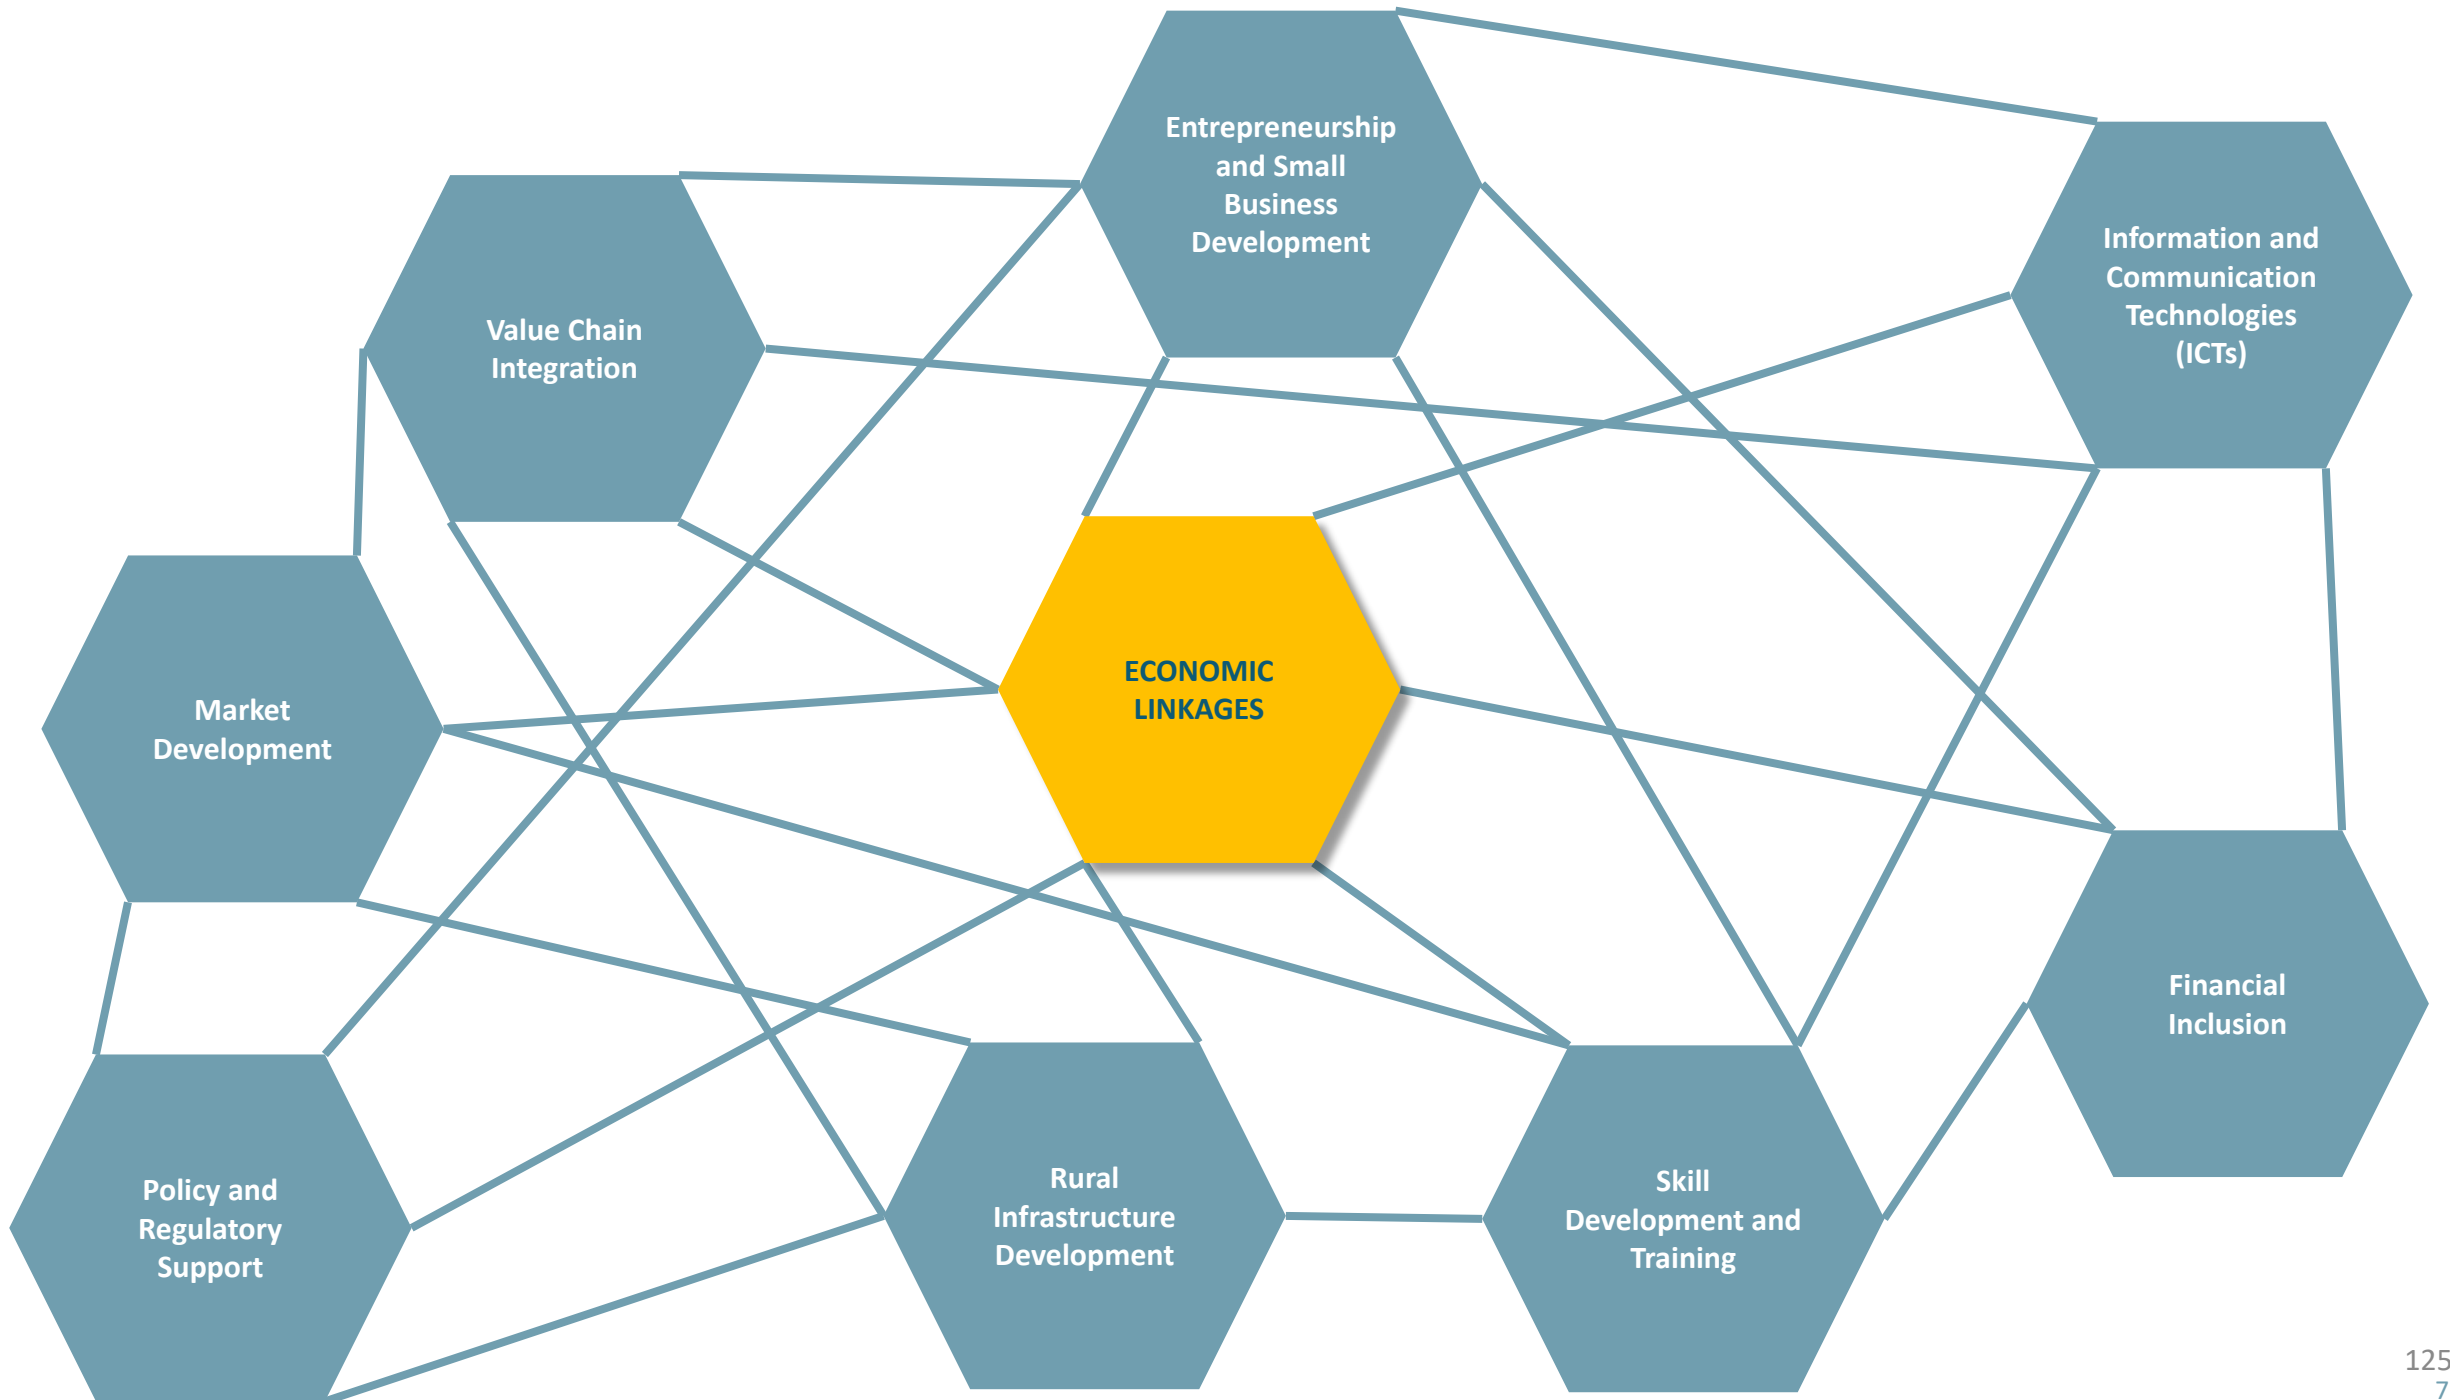 Entrepreneurship
and Small
Business
Development
Information and
Communication
Technologies
(ICTs)
Value Chain
Integration
ECONOMIC
LINKAGES
Market
Development
Financial
Inclusion
Policy and
Regulatory
Support
Rural
Infrastructure
Development
Skill
Development and
Training
125
7